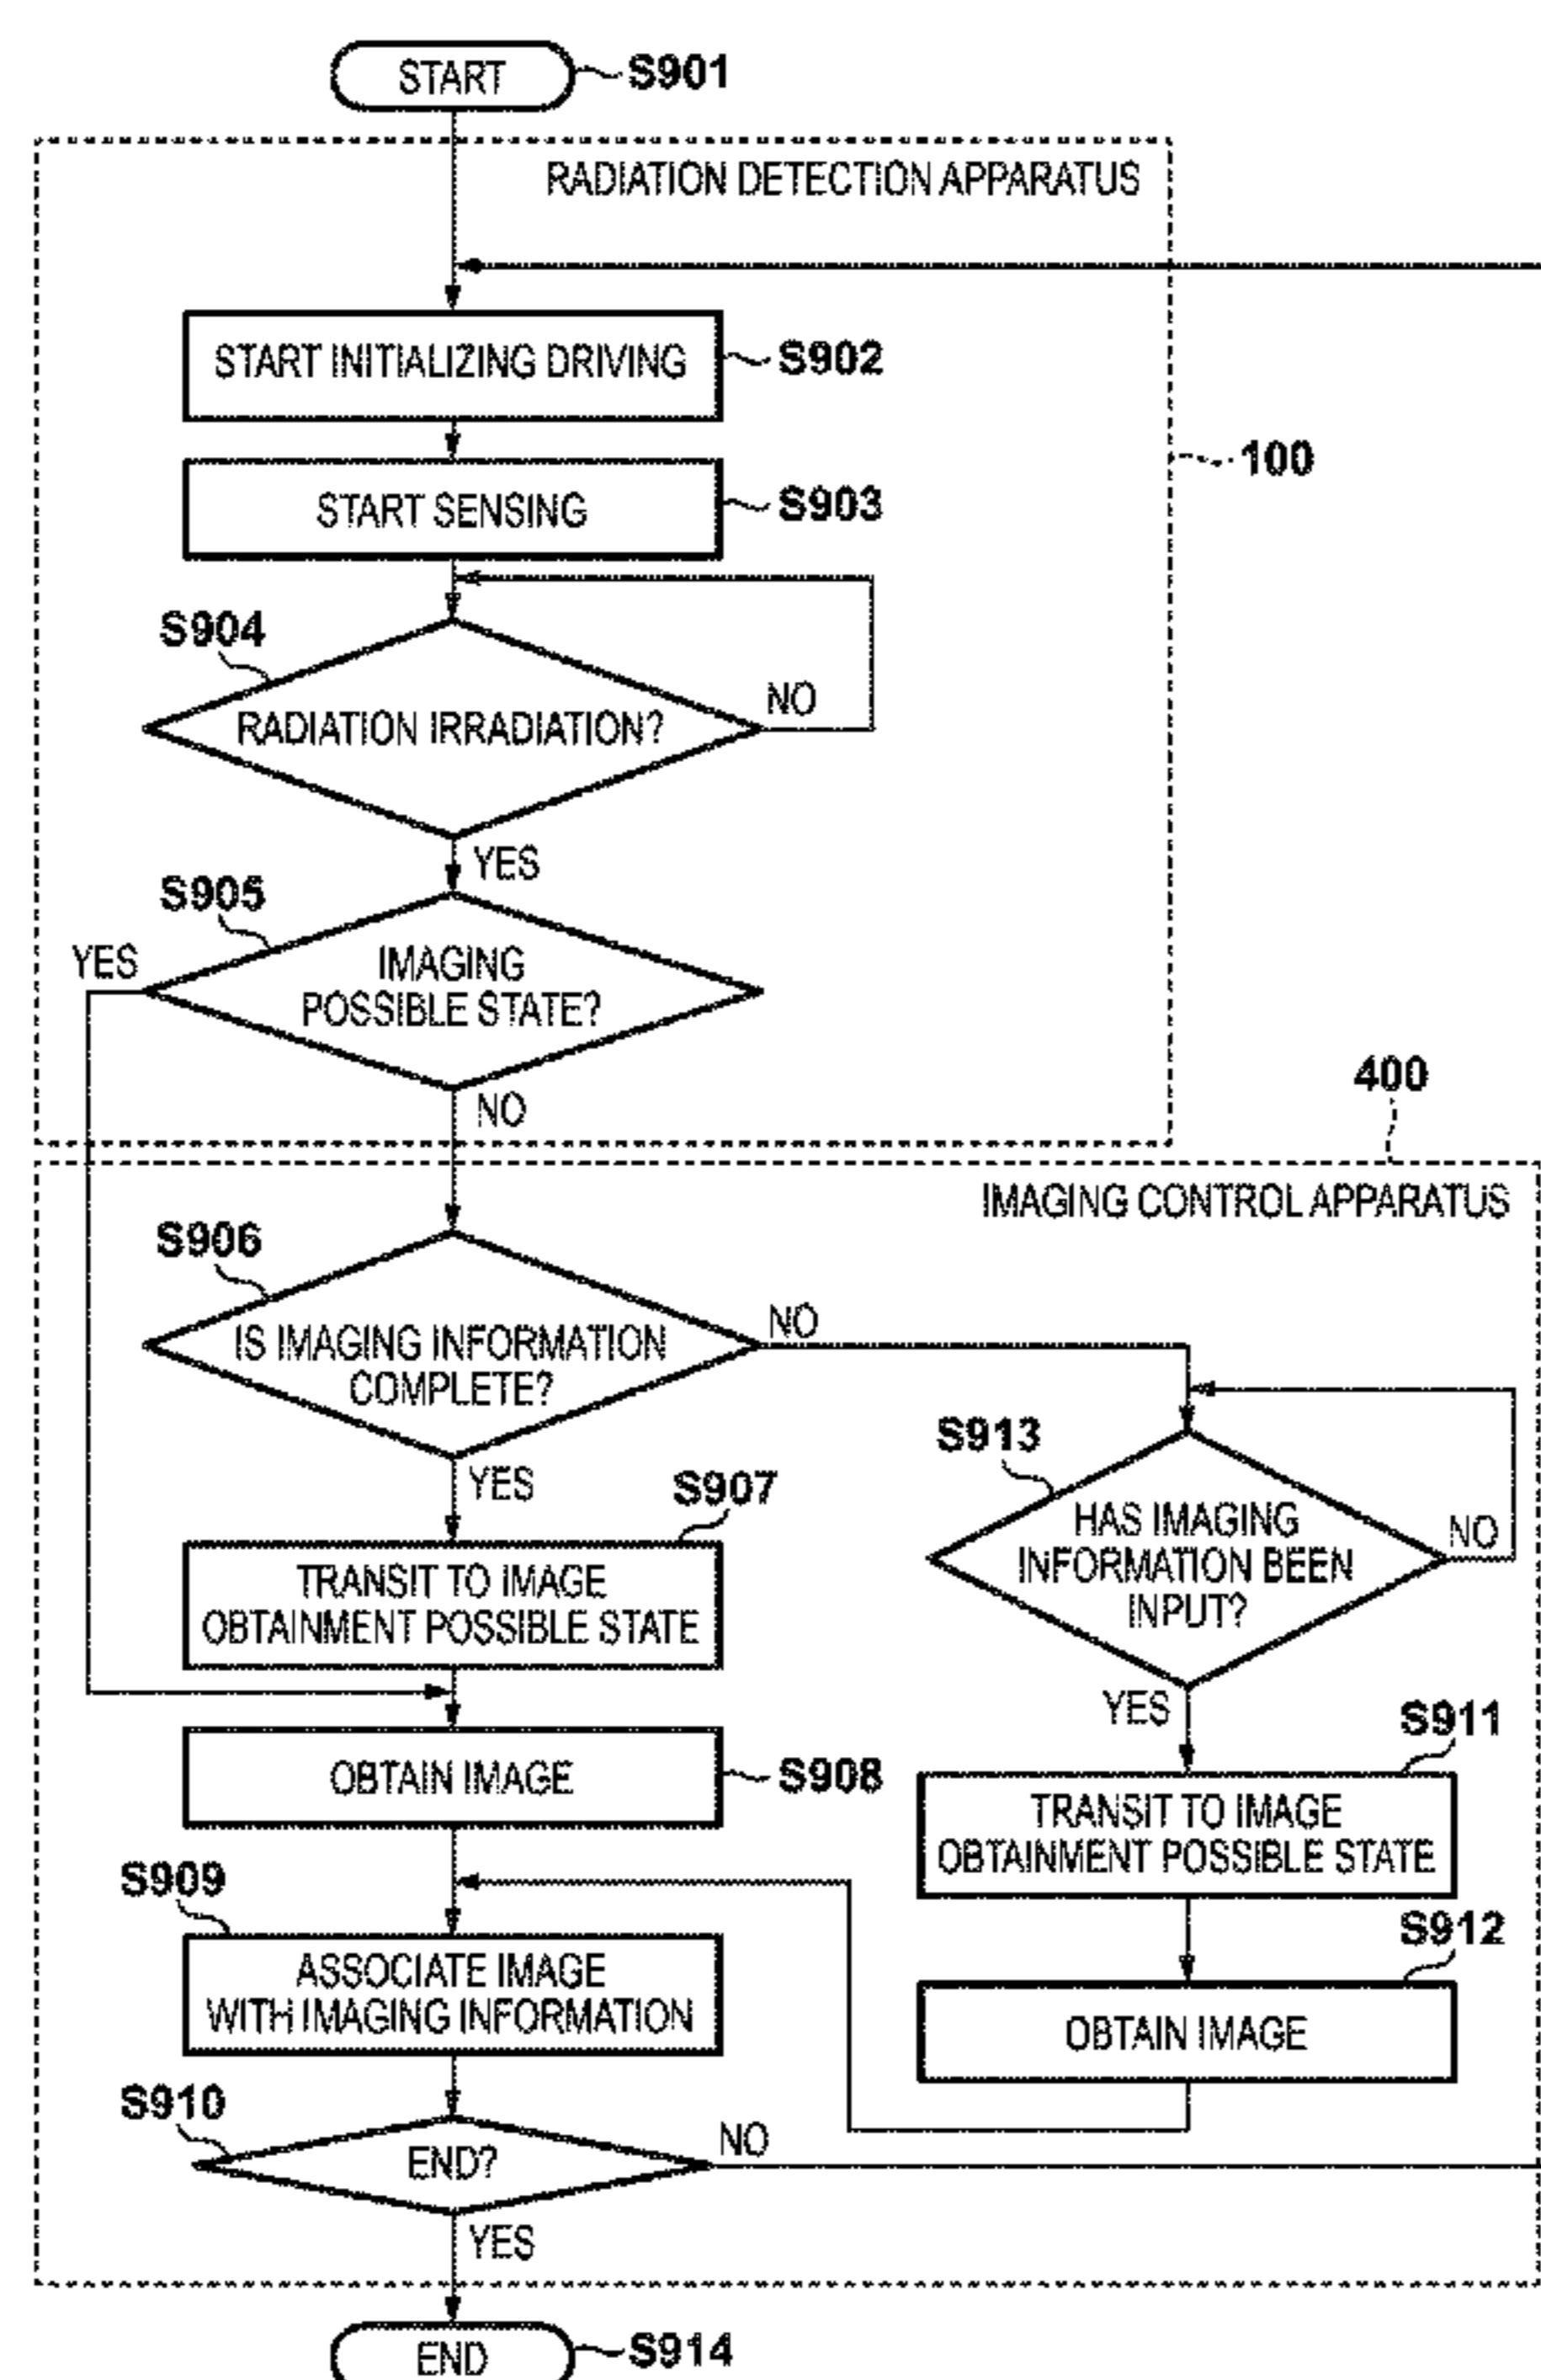 START
S901
RADIATION DETECTION APPARATUS
START INITIALIZING DRIVING
S902
100
START SENSING
S903
S904
RADIATION IRRADIATION?
NO
YES
S905
YES
IMAGING
POSSIBLE STATE?
NO
400
IMAGING CONTROL APPARATUS
S906
IS IMAGING INFORMATION
COMPLETE?
NO
YES
S913
HAS IMAGING
INFORMATION BEEN
INPUT?
NO
YES
S907
TRANSIT TO IMAGE
OBTAINMENT POSSIBLE STATE
OBTAIN IMAGE
S908
S911
TRANSIT TO IMAGE
OBTAINMENT POSSIBLE STATE
S909
ASSOCIATE IMAGE
WITH IMAGING INFORMATION
S912
OBTAIN IMAGE
S910
END?
NO
YES
END
S914